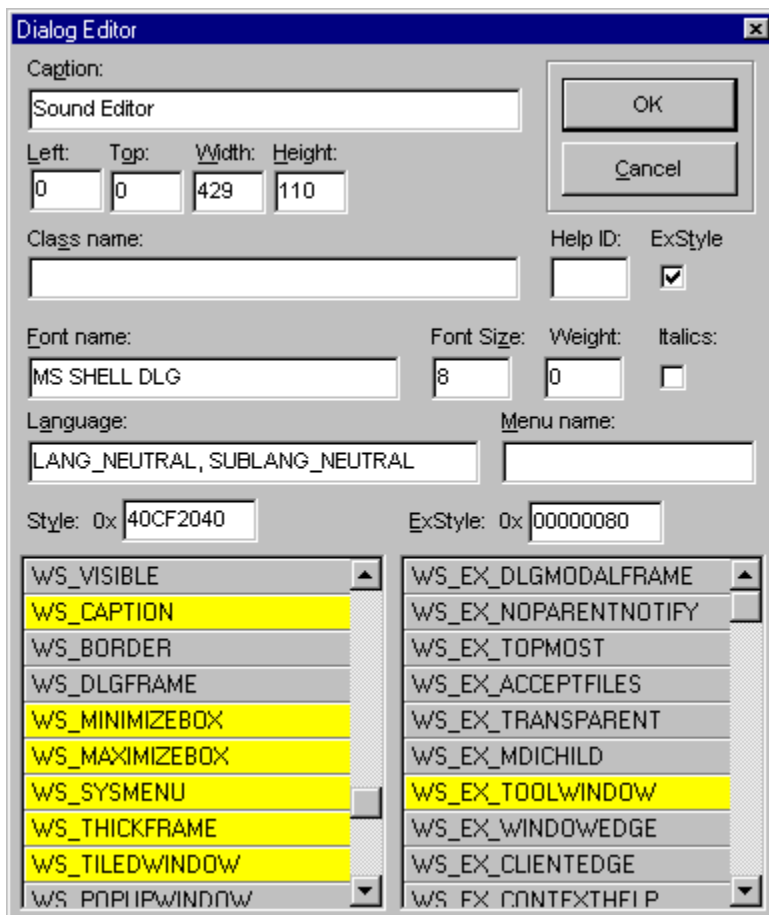 Dialog Editor
Caption:
Sound Editor
OK
Left: Top: Width: Height:
0 0 429 110
Cancel
Class name: Help ID: ExStyle
Font name: Font Size: Weight: Italics:
MS SHELL DLG 8 0
Language: Menu name:
LANG_NEUTRAL, SUBLANG_NEUTRAL
Style: 0x 40CF2040 ExStyle: 0x 00000080
WS_VISIBLE WS_EX_DLGMODALFRAME
WS_CAPTION WS_EX_NOPARENTNOTIFY
WS_BORDER WS_EX_TOPMOST
WS_DLGFRAME WS_EX_ACCEPTFILES
WS_MINIMIZEBOX WS_EX_TRANSPARENT
WS_MAXIMIZEBOX WS_EX_MDICHILD
WS_SYSMENU WS_EX_TOOLWINDOW
WS_THICKFRAME WS_EX_WINDOWEDGE
WS_TILEDWINDOW WS_EX_CLIENTEDGE
WS_POPUPWINDOW WS_EX_CONTEXTHELP